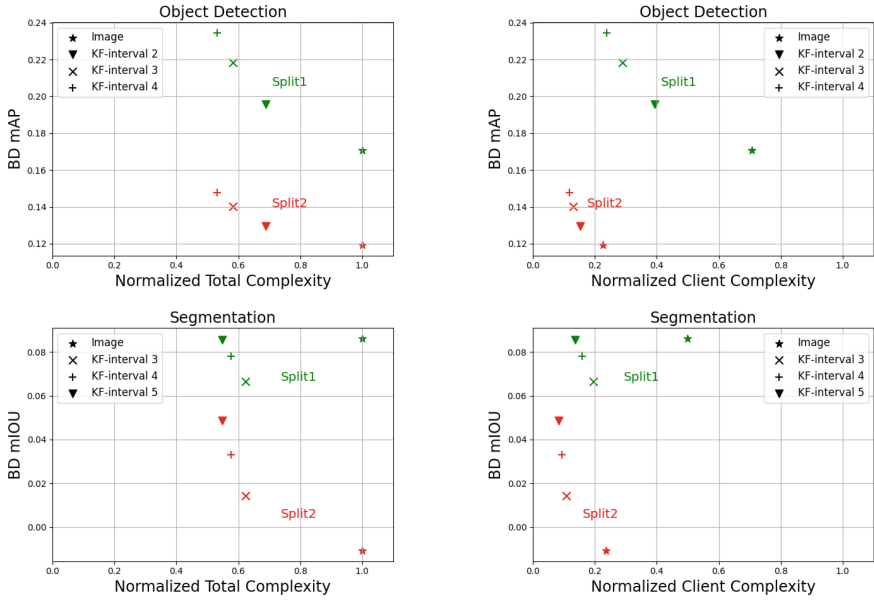 Object Detection
BD mAP
0.24
0.22
0.20
0.18
0.16
0.14
0.12
Image
KF-interval 2
KF-interval 3
KF-interval 4
Split1
Split2
0.0 0.2 0.4 0.6 0.8 1.0
Normalized Total Complexity
Object Detection
BD mAP
0.24
0.22
0.20
0.18
0.16
0.14
0.12
Image
KF-interval 2
KF-interval 3
KF-interval 4
Split1
Split2
0.0 0.2 0.4 0.6 0.8 1.0
Normalized Client Complexity
Segmentation
BD mIOU
0.08
0.06
0.04
0.02
0.00
Image
KF-interval 3
KF-interval 4
KF-interval 5
Split1
Split2
0.0 0.2 0.4 0.6 0.8 1.0
Normalized Total Complexity
Segmentation
BD mIOU
0.08
0.06
0.04
0.02
0.00
Image
KF-interval 3
KF-interval 4
KF-interval 5
Split1
Split2
0.0 0.2 0.4 0.6 0.8 1.0
Normalized Client Complexity